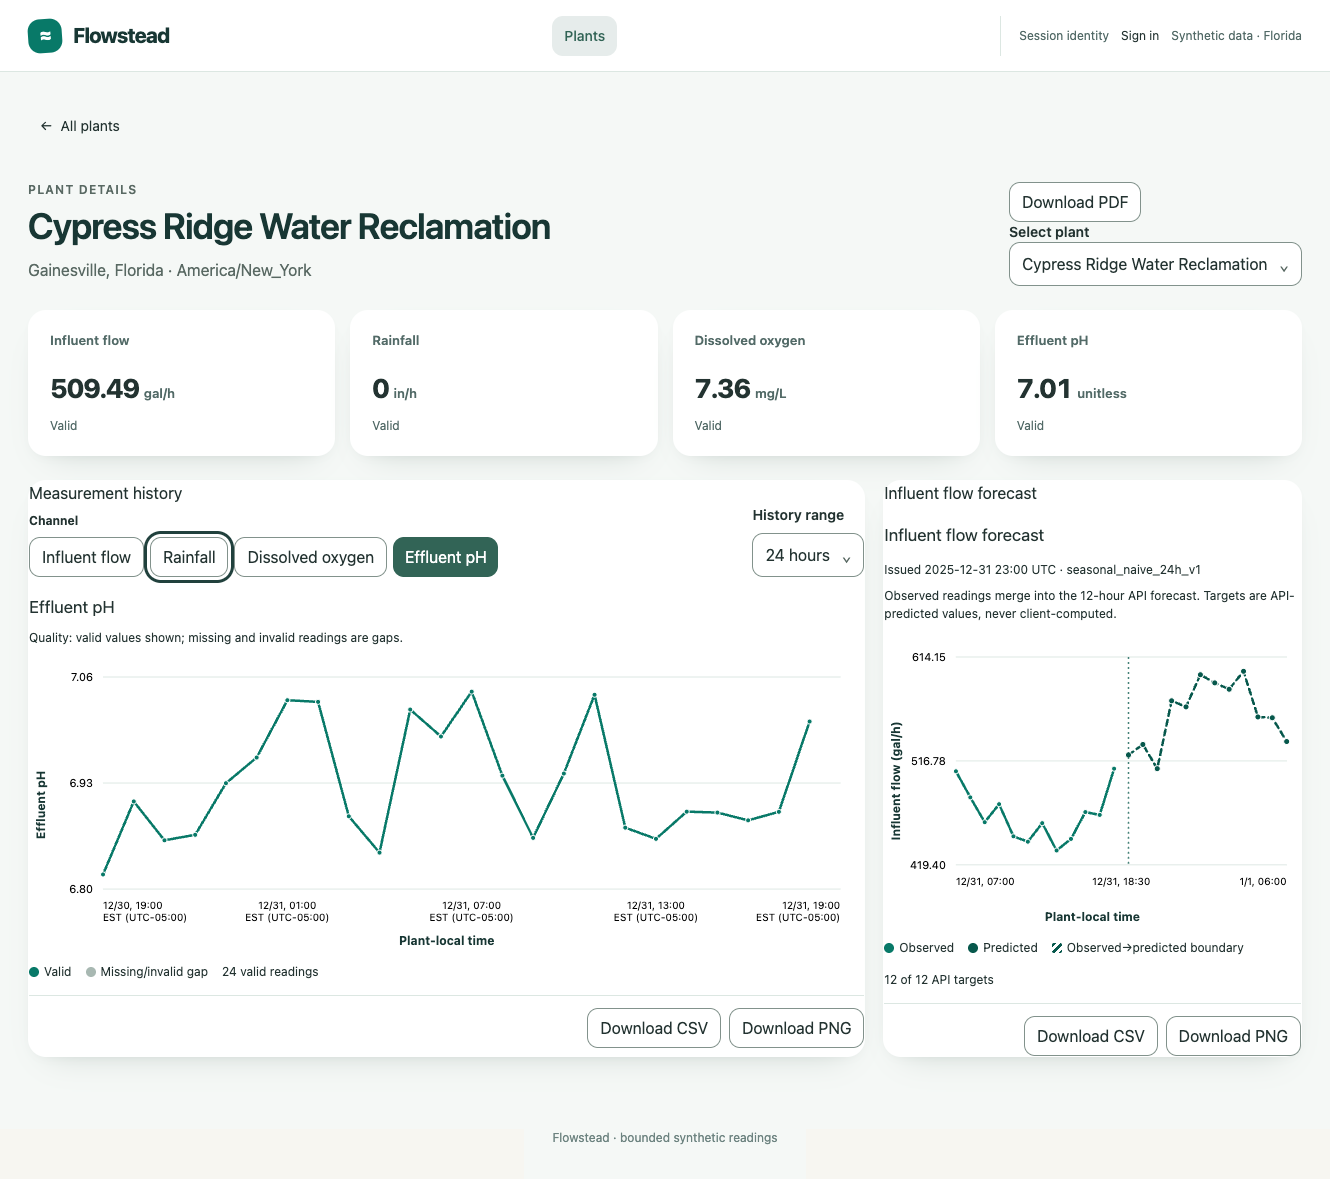 ≈ Flowstead
Plants
Session identity Sign in Synthetic data · Florida
← All plants
PLANT DETAILS
Cypress Ridge Water Reclamation
Gainesville, Florida · America/New_York
Download PDF
Select plant
Cypress Ridge Water Reclamation
Influent flow
509.49 gal/h
Valid
Rainfall
0 in/h
Valid
Dissolved oxygen
7.36 mg/L
Valid
Effluent pH
7.01 unitless
Valid
Measurement history
Channel
Influent flow Rainfall Dissolved oxygen Effluent pH
History range
24 hours
Effluent pH
Quality: valid values shown; missing and invalid readings are gaps.
7.06
6.93
6.80
Effluent pH
12/30, 19:00 12/31, 01:00 12/31, 07:00 12/31, 13:00 12/31, 19:00
EST (UTC-05:00) EST (UTC-05:00) EST (UTC-05:00) EST (UTC-05:00) EST (UTC-05:00)
Plant-local time
Valid Missing/invalid gap 24 valid readings
Download CSV Download PNG
Influent flow forecast
Influent flow forecast
Issued 2025-12-31 23:00 UTC · seasonal_naive_24h_v1
Observed readings merge into the 12-hour API forecast. Targets are API-
predicted values, never client-computed.
614.15
516.78
419.40
Influent flow (gal/h)
12/31, 07:00 12/31, 18:30 1/1, 06:00
Plant-local time
Observed Predicted Observed→predicted boundary
12 of 12 API targets
Download CSV Download PNG
Flowstead · bounded synthetic readings